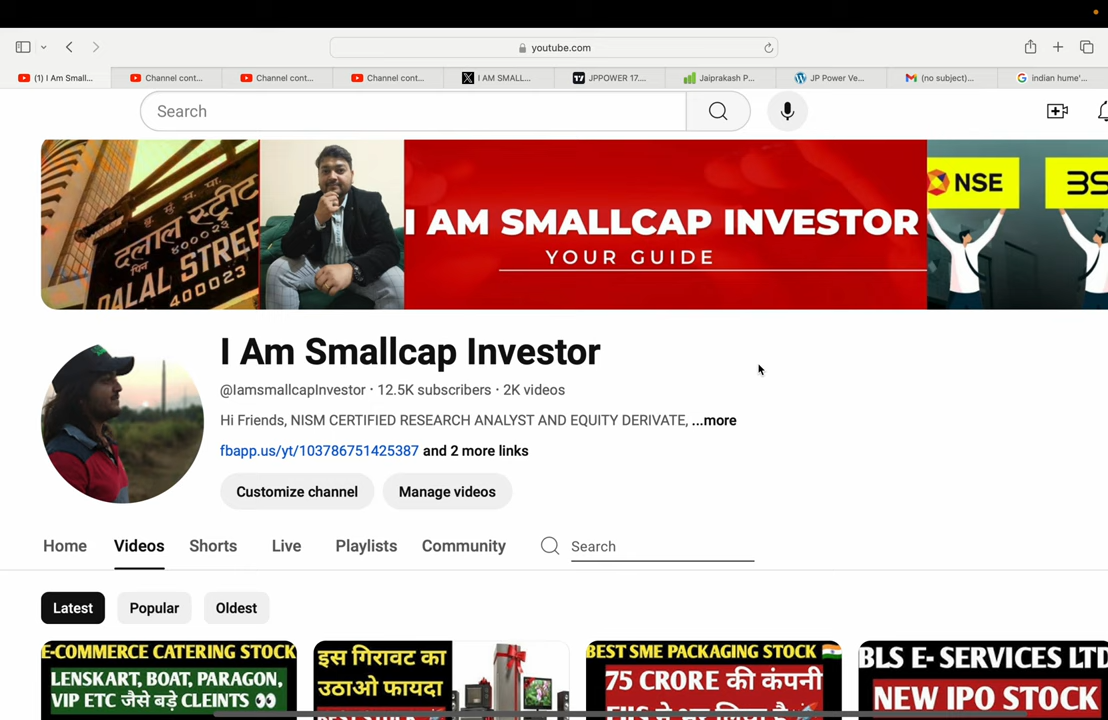 youtube.com
(1) I Am Small...
Channel cont...
Channel cont...
Channel cont...
I AM SMALL...
JPPOWER 17....
Jaiprakash P...
JP Power Ve...
(no subject)...
indian hume'...
Search
दलाल स्ट्रीट
DALAL STREET
400023
I AM SMALLCAP INVESTOR
YOUR GUIDE
NSE
I Am Smallcap Investor
@IamsmallcapInvestor · 12.5K subscribers · 2K videos
Hi Friends, NISM CERTIFIED RESEARCH ANALYST AND EQUITY DERIVATE, ...more
fbapp.us/yt/103786751425387 and 2 more links
Customize channel
Manage videos
Home
Videos
Shorts
Live
Playlists
Community
Search
Latest
Popular
Oldest
E-COMMERCE CATERING STOCK
LENSKART, BOAT, PARAGON,
VIP ETC जैसे बड़े CLEINTS
इस गिरावट का
उठाओ फायदा
BEST SME PACKAGING STOCK
75 CRORE की कंपनी
BLS E- SERVICES LTD
NEW IPO STOCK